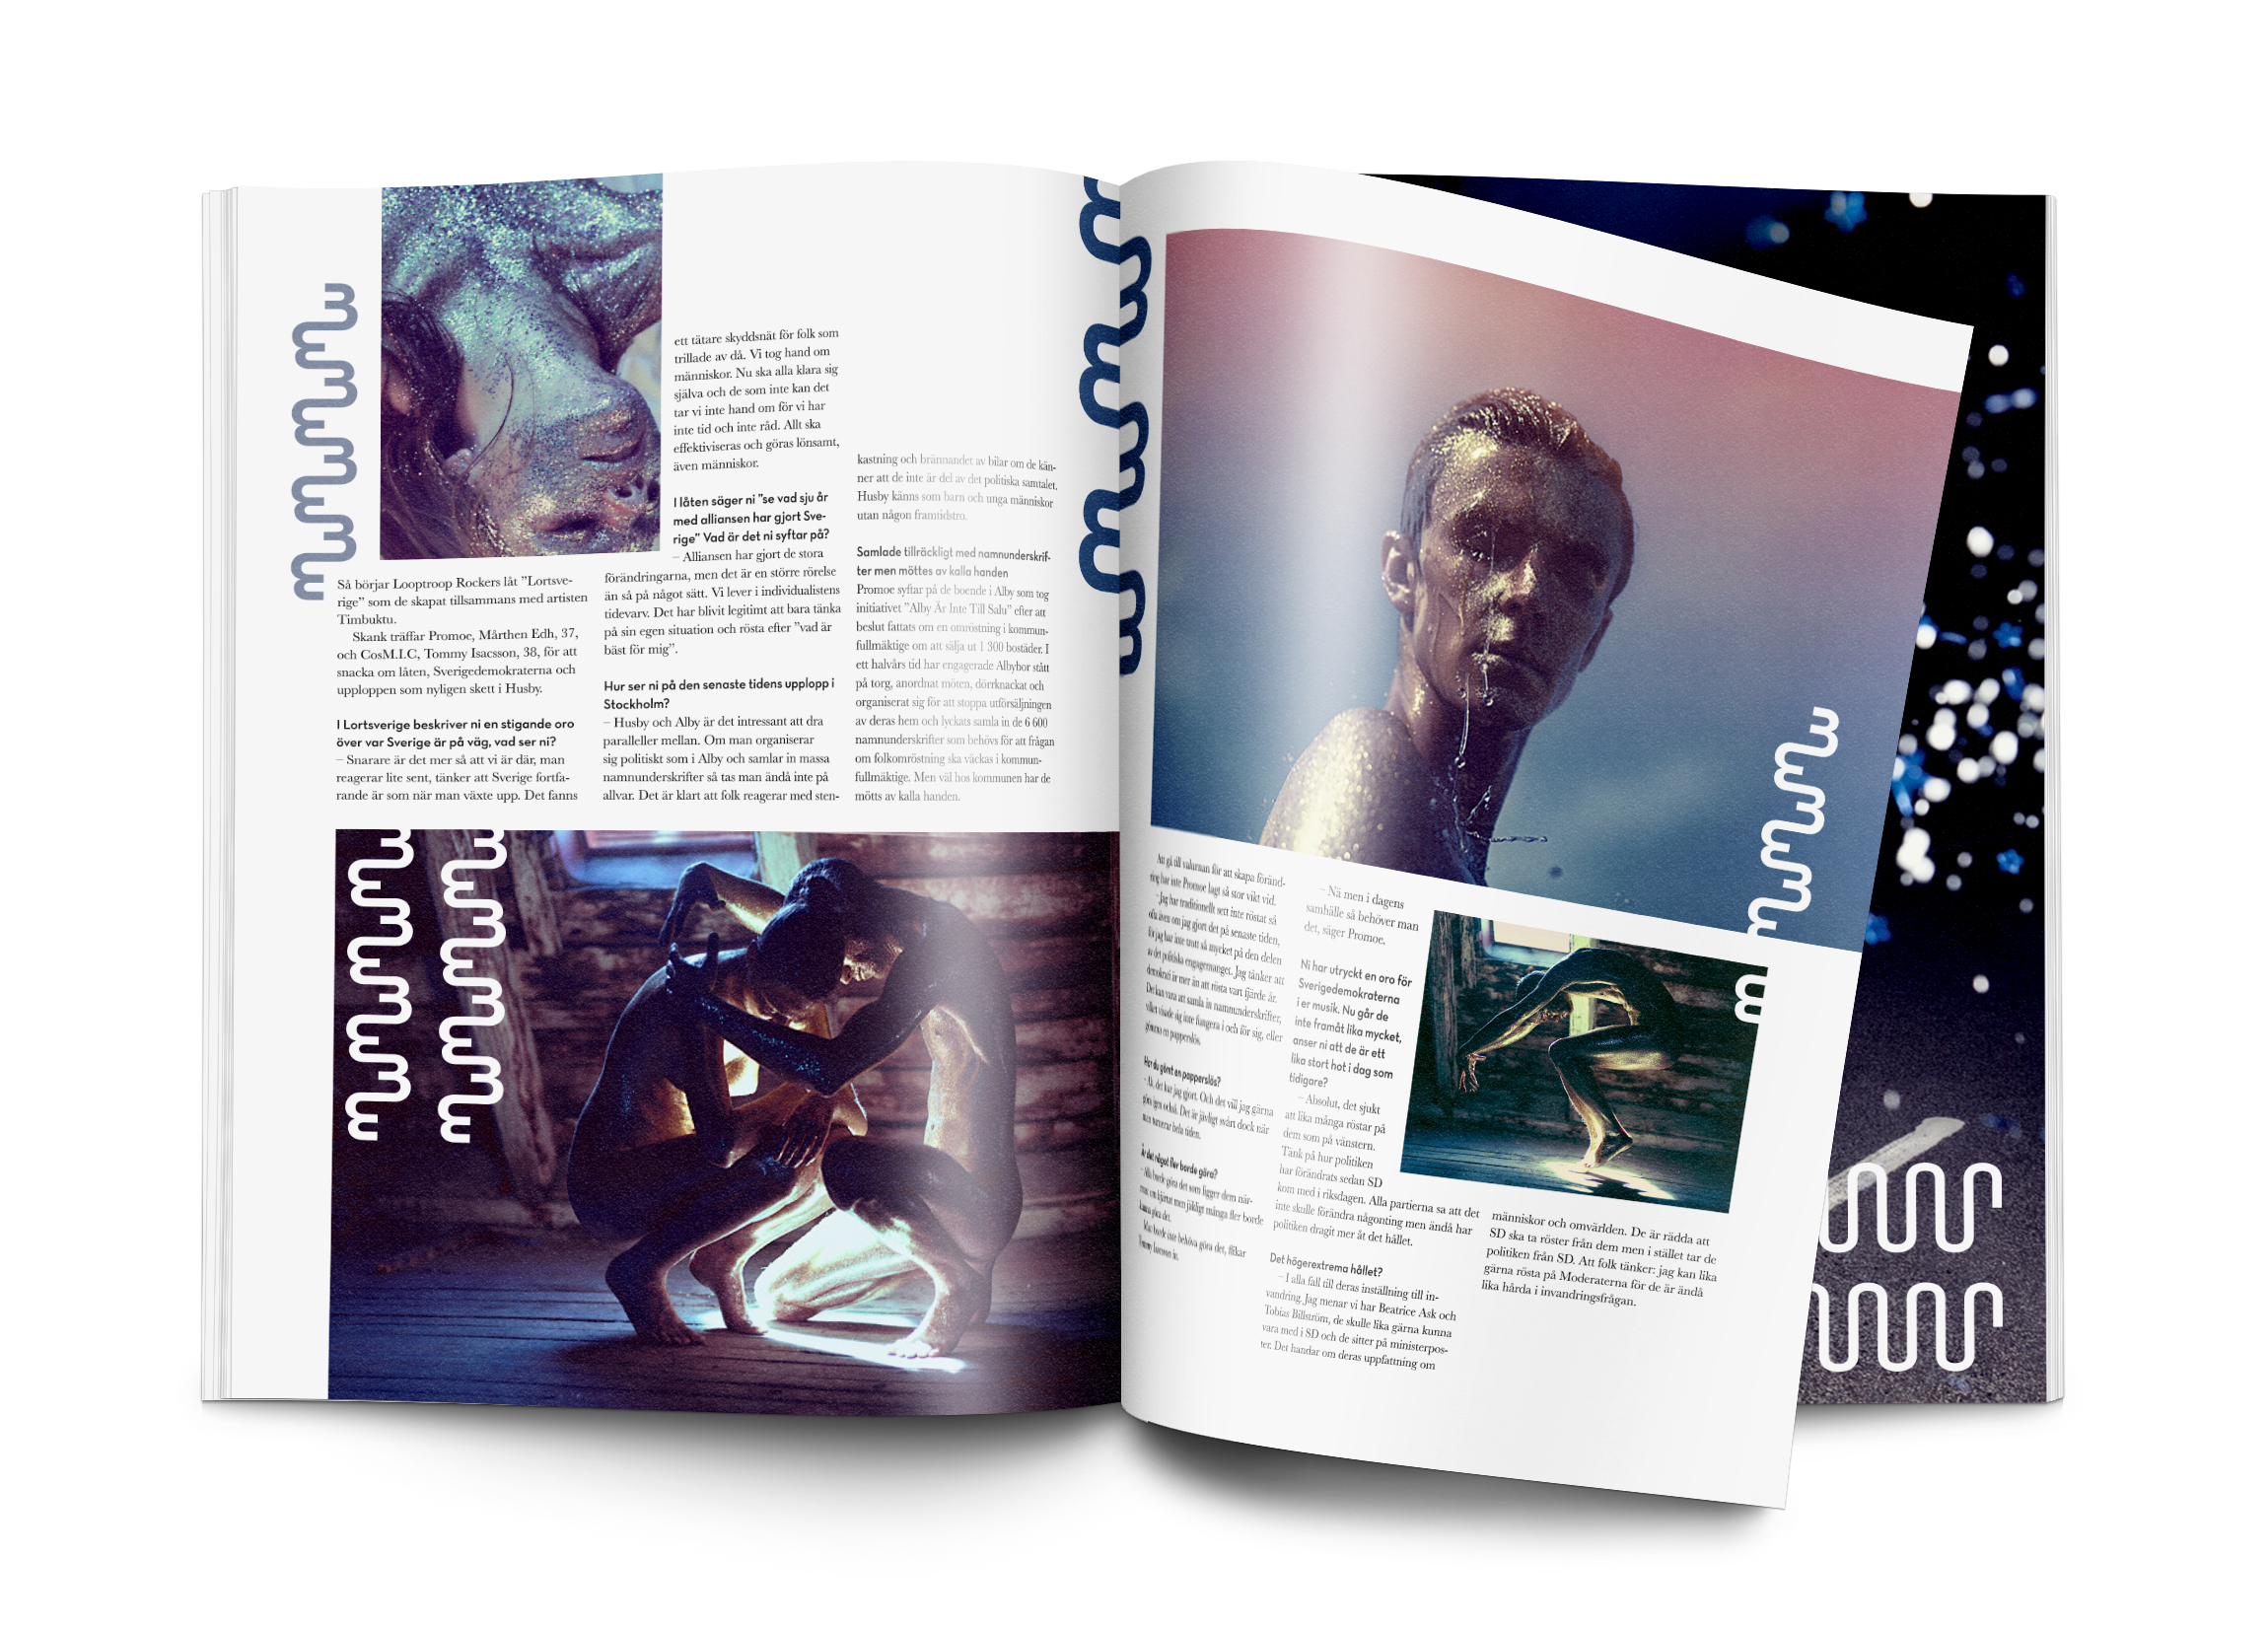 Så börjar Looptroop Rockers låt ”Lortsve-
rige” som de skapat tillsammans med artisten
Timbuktu.
Skank träffar Promoe, Mårthen Edh, 37,
och CosM.I.C, Tommy Isacsson, 38, för att
snacka om låten, Sverigedemokraterna och
upploppen som nyligen skett i Husby.
I Lortsverige beskriver ni en stigande oro
över var Sverige är på väg, vad ser ni?
– Snarare är det mer så att vi är där, man
reagerar lite sent, tänker att Sverige fortfa-
rande är som när man växte upp. Det fanns
ett tätare skyddsnät för folk som
trillade av då. Vi tog hand om
människor. Nu ska alla klara sig
själva och de som inte kan det
tar vi inte hand om för vi har
inte tid och inte råd. Allt ska
effektiviseras och göras lönsamt,
även människor.
I låten säger ni ”se vad sju år
med alliansen har gjort Sve-
rige” Vad är det ni syftar på?
– Alliansen har gjort de stora
förändringarna, men det är en större rörelse
än så på något sätt. Vi lever i individualistens
tidevarv. Det har blivit legitimt att bara tänka
på sin egen situation och rösta efter ”vad är
bäst för mig”.
Hur ser ni på den senaste tidens upplopp i
Stockholm?
– Husby och Alby är det intressant att dra
paralleller mellan. Om man organiserar
sig politiskt som i Alby och samlar in massa
namnunderskrifter så tas man ändå inte på
allvar. Det är klart att folk reagerar med sten-
kastning och brännandet av bilar om de kän-
ner att de inte är del av det politiska samtalet.
Husby känns som barn och unga människor
utan någon framtidstro.
Samlade tillräckligt med namnunderskrif-
ter men möttes av kalla handen
Promoe syftar på de boende i Alby som tog
initiativet ”Alby Är Inte Till Salu” efter att
beslut fattats om en omröstning i kommun-
fullmäktige om att sälja ut 1 300 bostäder. I
ett halvårs tid har engagerade Albybor stått
på torg, anordnat möten, dörrknackat och
organiserat sig för att stoppa utförsäljningen
av deras hem och lyckats samla in de 6 600
namnunderskrifter som behövs för att frågan
om folkomröstning ska väckas i kommun-
fullmäktige. Men väl hos kommunen har de
mötts av kalla handen.
Att gå till valurnan för att skapa föränd-
ring har inte Promoe lagt så stor vikt vid.
– Jag har traditionellt sett inte röstat så
ofta även om jag gjort det på senaste tiden,
för jag har inte trott så mycket på den delen
av det politiska engagemanget. Jag tänker att
demokrati är mer än att rösta vart fjärde år.
Det kan vara att samla in namnunderskrifter,
vilket visade sig inte fungera i och för sig, eller
gömma en papperslös.
Har du gömt en papperslös?
– Ja, det har jag gjort. Och det vill jag gärna
göra igen också. Det är jävligt svårt dock när
man turnerar hela tiden.
Är det något fler borde göra?
– Alla borde göra det som ligger dem när-
mast om hjärtat men jäkligt många fler borde
kunna göra det.
Man borde inte behöva göra det, flikar
Tommy Isacsson in.
– Nä men i dagens
samhälle så behöver man
det, säger Promoe.
Ni har utryckt en oro för
Sverigedemokraterna
i er musik. Nu går de
inte framåt lika mycket,
anser ni att de är ett
lika stort hot i dag som
tidigare?
– Absolut, det sjukt
att lika många röstar på
dem som på vänstern.
Tänk på hur politiken
har förändrats sedan SD
kom med i riksdagen. Alla partierna sa att det
inte skulle förändra någonting men ändå har
politiken dragit mer åt det hållet.
Det högerextrema hållet?
– I alla fall till deras inställning till in-
vandring. Jag menar vi har Beatrice Ask och
Tobias Billström, de skulle lika gärna kunna
vara med i SD och de sitter på ministerpos-
ter. Det handar om deras uppfattning om
människor och omvärlden. De är rädda att
SD ska ta röster från dem men i stället tar de
politiken från SD. Att folk tänker: jag kan lika
gärna rösta på Moderaterna för de är ändå
lika hårda i invandringsfrågan.